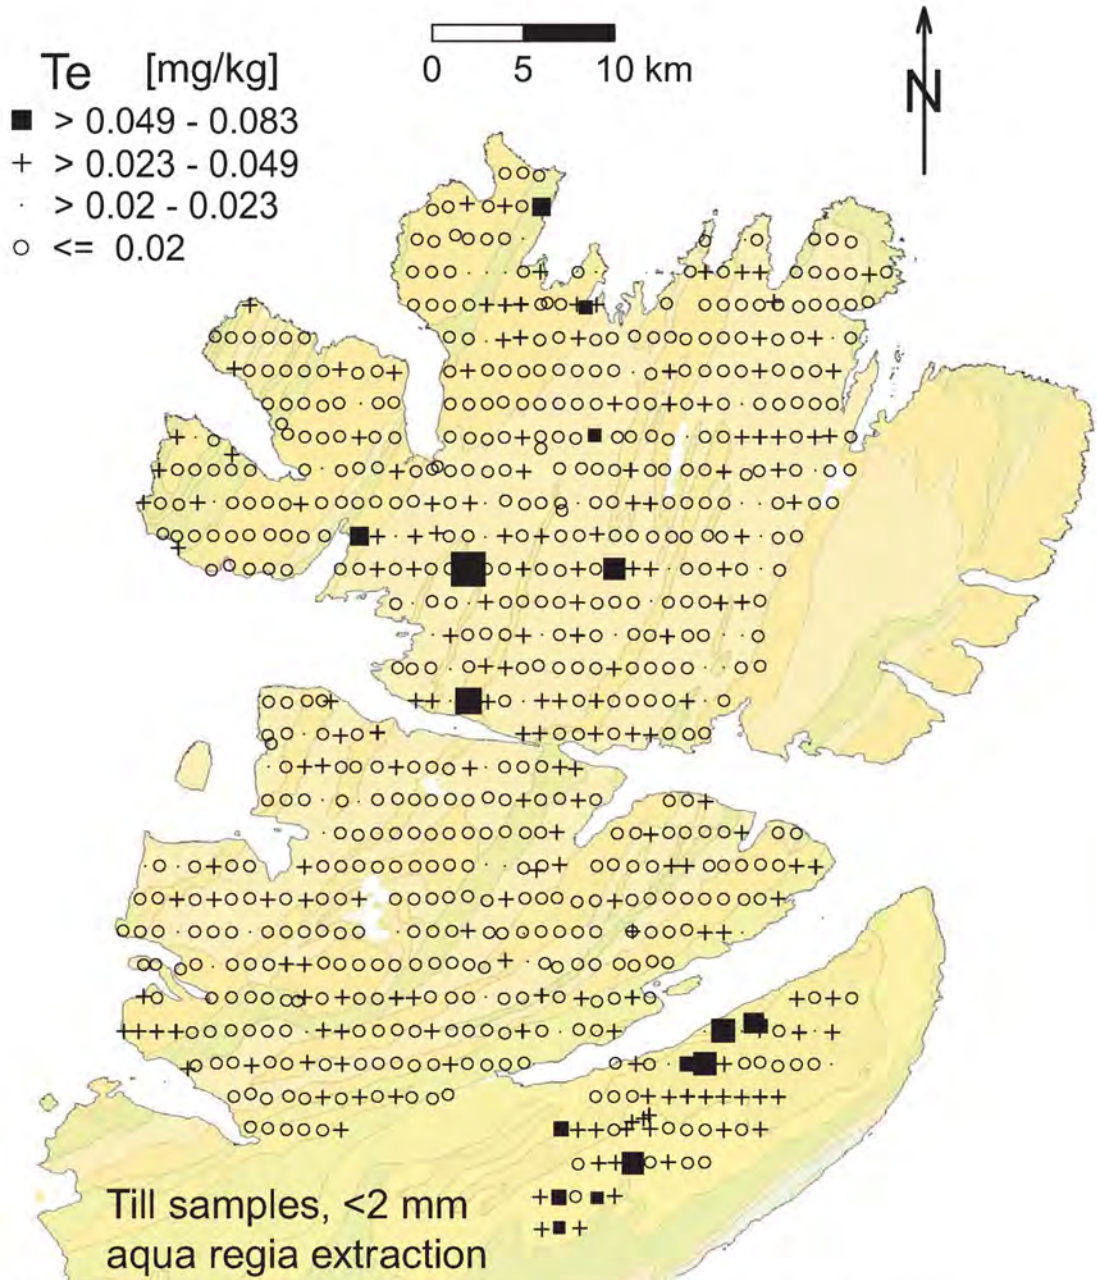 Te [mg/kg]
> 0.049 - 0.083
> 0.023 - 0.049
> 0.02 - 0.023
<= 0.02
0 5 10 km
N
Till samples, <2 mm
aqua regia extraction